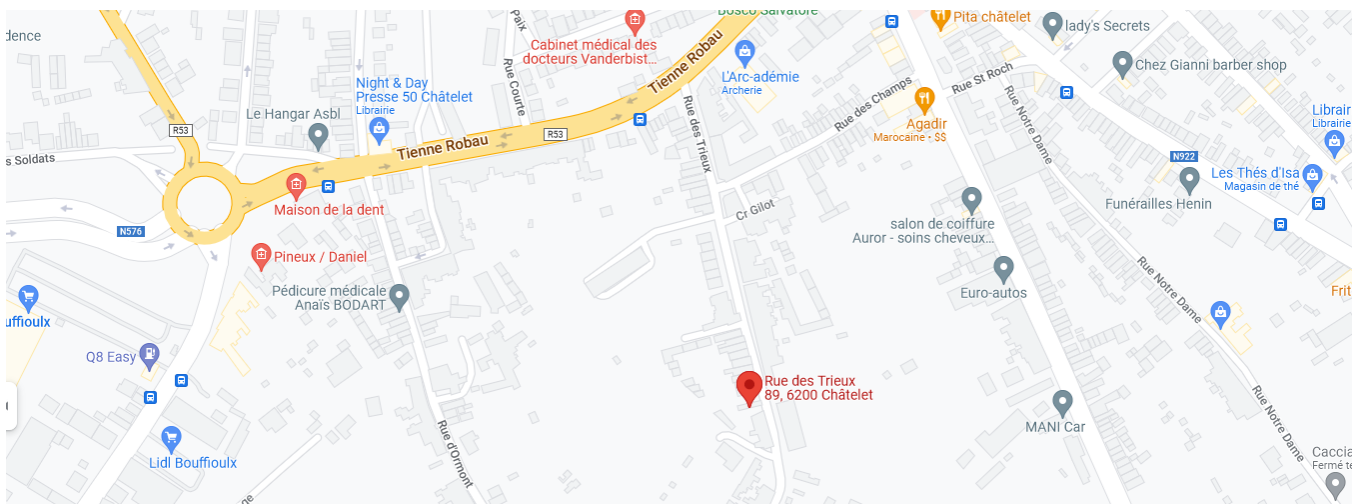 dence
R53
s Soldats
N576
Le Hangar Asbl
Night & Day
Presse 50 Châtelet
Librairie
Maison de la dent
Pineux / Daniel
Pédicure médicale
Anaïs BODART
ouffioulx
Q8 Easy
Lidl Bouffioulx
Rue d'Ormont
Tienne Robau
R53
Tienne Robau
Paix
Rue Courte
Cabinet médical des
docteurs Vanderbist...
Bosco Salvatore
L'Arc-adémie
Archerie
Rue des Trieux
Cr Gilot
Rue des Champs
Rue des Trieux
89, 6200 Châtelet
Pita châtelet
lady's Secrets
Chez Gianni barber shop
Rue St Roch
Agadir
Marocaine - $$
Rue Notre Dame
N922
Librair
Librairie
Les Thés d'Isa
Magasin de thé
Funérailles Henin
salon de coiffure
Auror - soins cheveux...
Euro-autos
Rue Notre Dame
Frit
MANI Car
Rue Notre Dame
Caccia
Fermé te